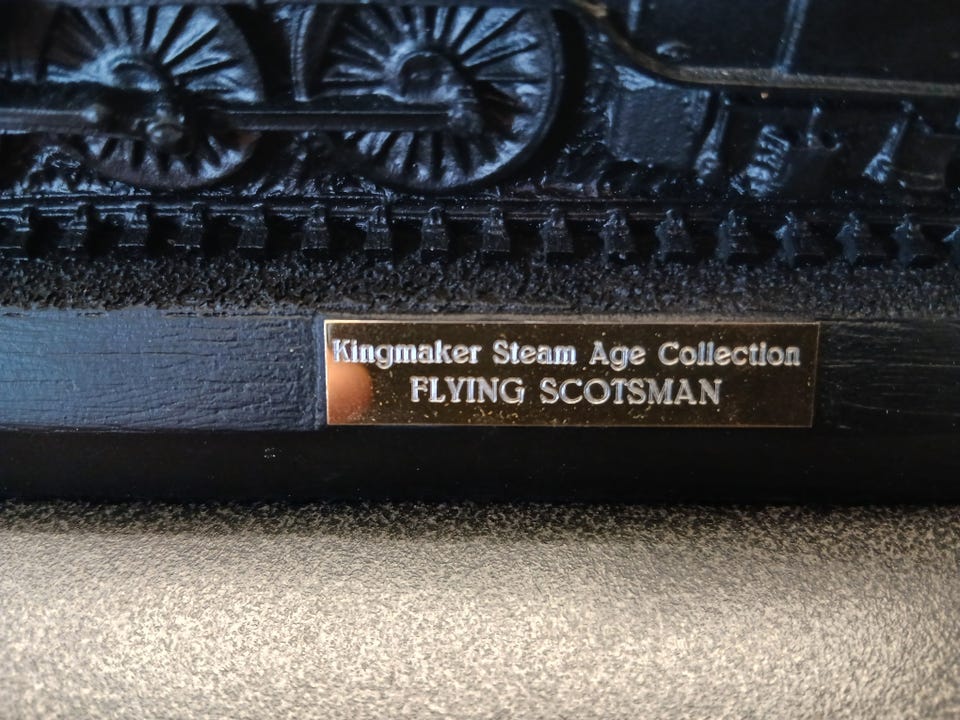 Kingmaker Steam Age Collection
FLYING SCOTSMAN